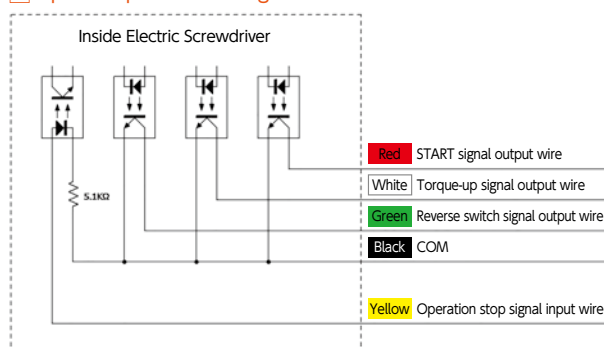 Inside Electric Screwdriver
5.1KΩ
Red START signal output wire
White Torque-up signal output wire
Green Reverse switch signal output wire
Black COM
Yellow Operation stop signal input wire